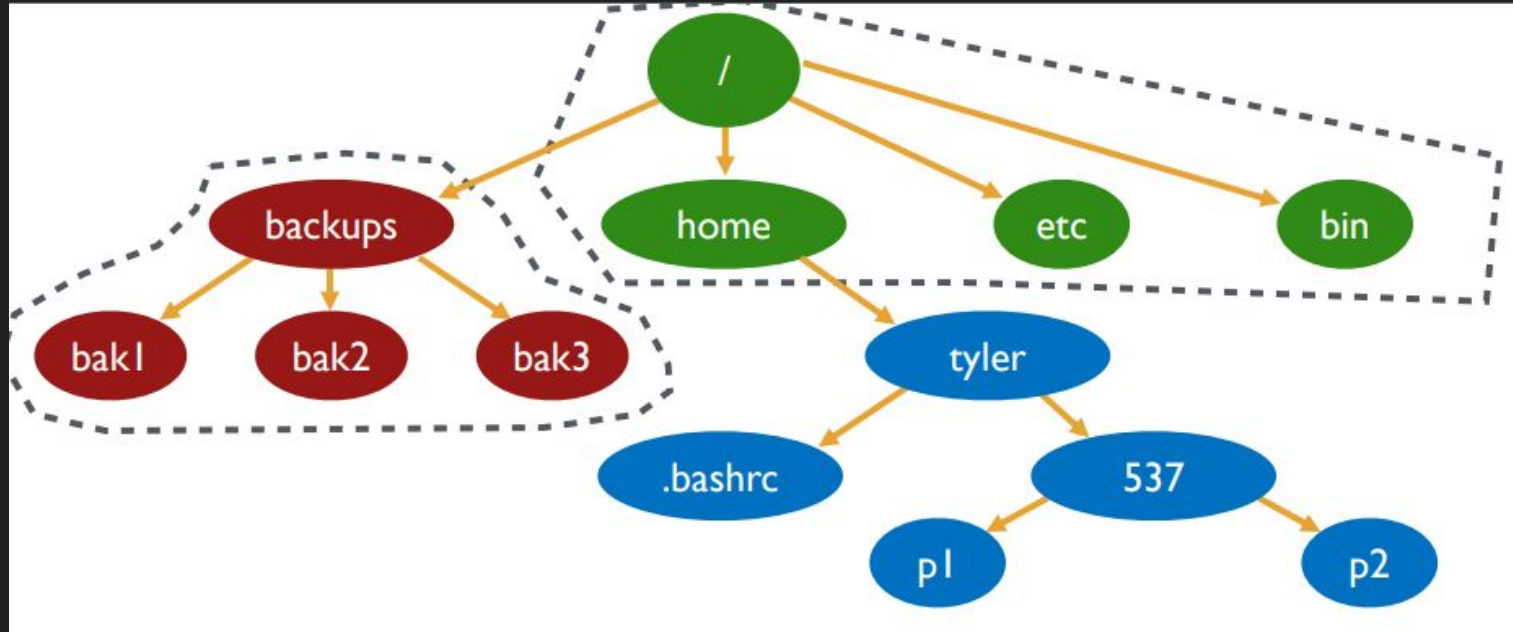 /
backups
home
etc
bin
bak1
bak2
bak3
tyler
.bashrc
537
p1
p2